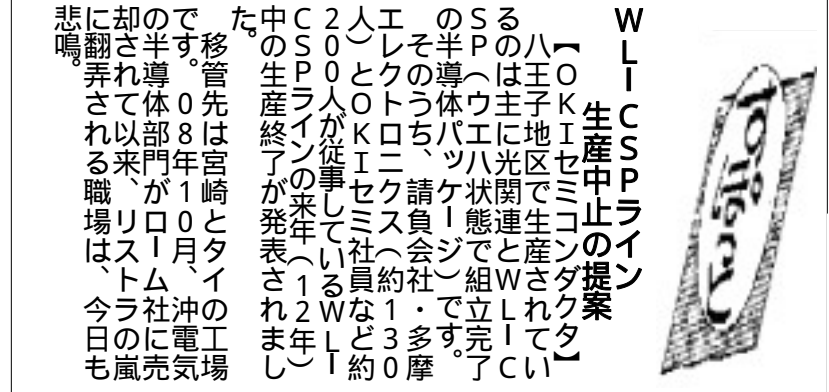 WLI CSPライン
生産中止の提案
【OKIセミコンダクタ】
八王子地区で生産されてい
るのは主に光関連とWLIC
SP(ウエハ状態で組立完了
の半導体パッケージ)です。
そのうち、請負会社・多摩
エレクトロニクス(約130
人)とOKIセミ社員など約
200人が従事しているWLI
CSPラインの来年(12年)
中の生産終了が発表されまし
た。
移管先は宮崎とタイの工場
です。08年10月、沖電気
の半導体部門がローム社に売
却されて以来、リストラの嵐
に翻弄される職場は、今日も
悲鳴。